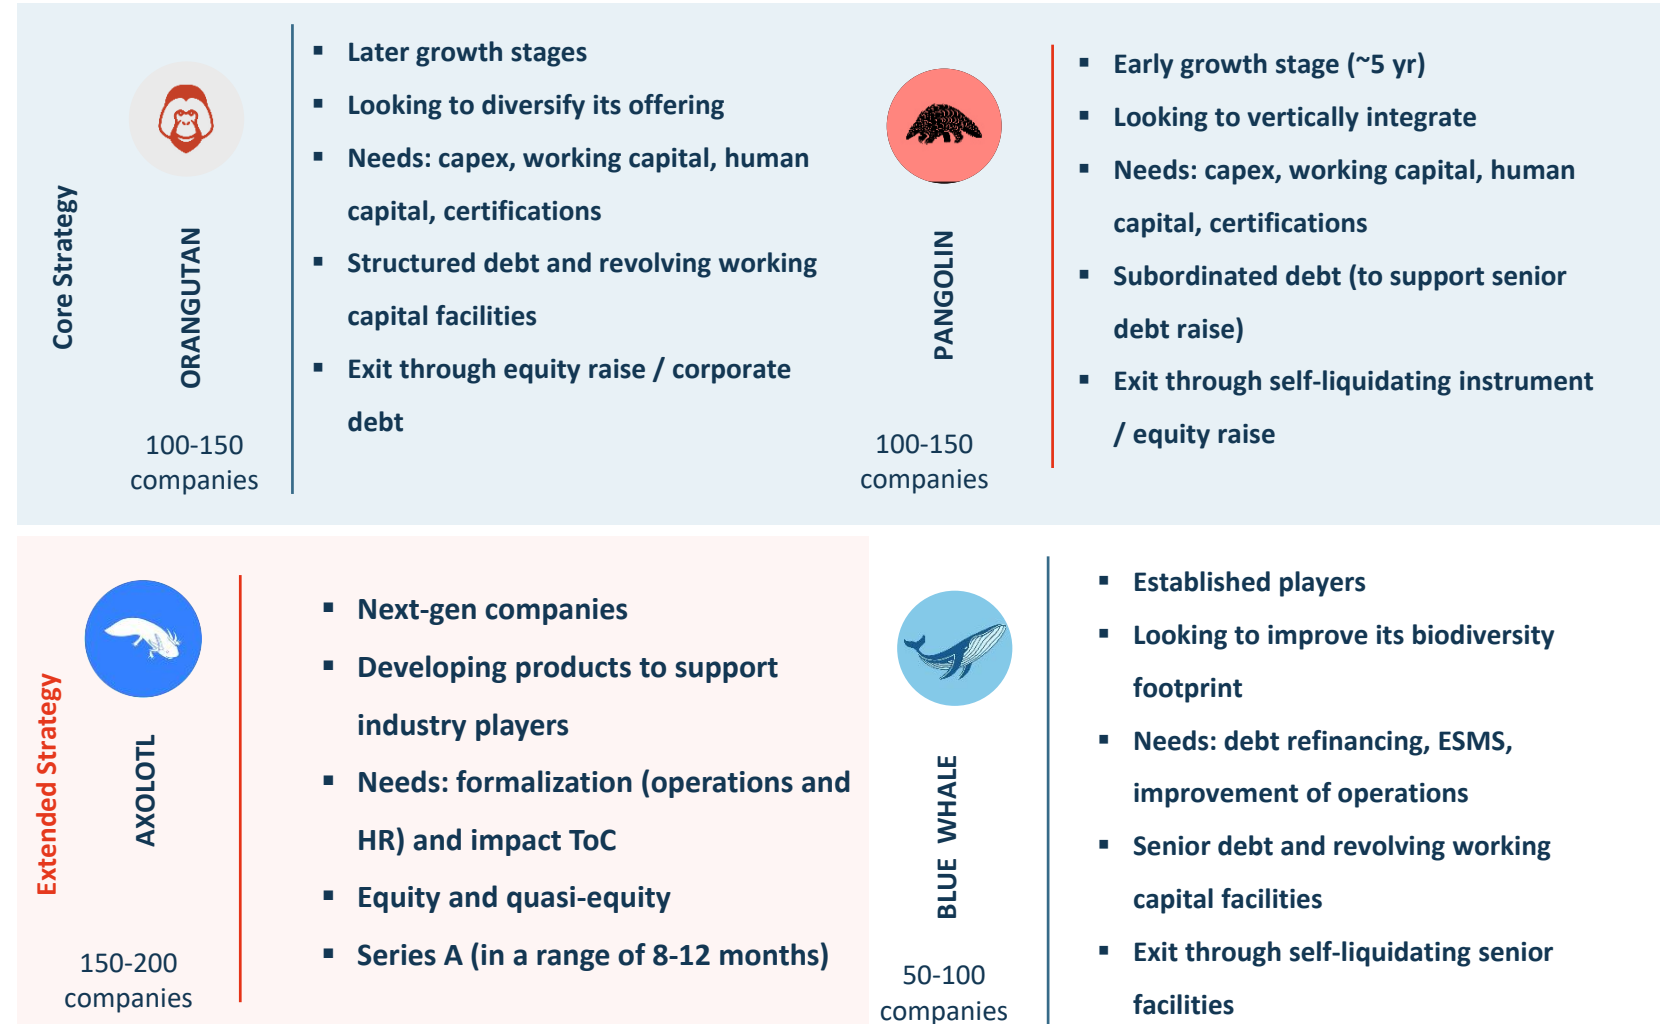 Core Strategy
ORANGUTAN
100-150
companies
▪ Later growth stages
▪ Looking to diversify its offering
▪ Needs: capex, working capital, human
capital, certifications
▪ Structured debt and revolving working
capital facilities
▪ Exit through equity raise / corporate
debt
PANGOLIN
100-150
companies
▪ Early growth stage (~5 yr)
▪ Looking to vertically integrate
▪ Needs: capex, working capital, human
capital, certifications
▪ Subordinated debt (to support senior
debt raise)
▪ Exit through self-liquidating instrument
/ equity raise
Extended Strategy
AXOLOTL
150-200
companies
▪ Next-gen companies
▪ Developing products to support
industry players
▪ Needs: formalization (operations and
HR) and impact ToC
▪ Equity and quasi-equity
▪ Series A (in a range of 8-12 months)
BLUE WHALE
50-100
companies
▪ Established players
▪ Looking to improve its biodiversity
footprint
▪ Needs: debt refinancing, ESMS,
improvement of operations
▪ Senior debt and revolving working
capital facilities
▪ Exit through self-liquidating senior
facilities